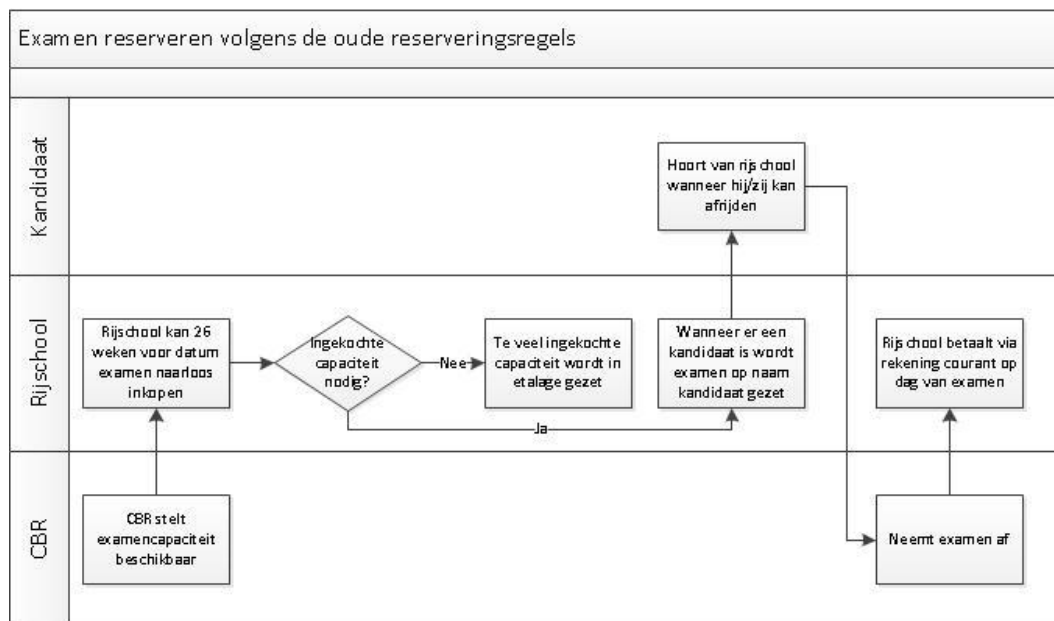 Examen reserveren volgens de oude reserveringsregels
Kandidaat
Hoort van rijschool
wanneer hij/zij kan
afrijden
Rijschool
Rijschool kan 26
weken voor datum
examen naamloos
inkopen
Ingekochte
capaciteit
nodig?
Nee
Te veel ingekochte
capaciteit wordt in
etalage gezet
Wanneer er een
kandidaat is wordt
examen op naam
kandidaat gezet
Rijschool betaalt via
rekening courant op
dag van examen
Ja
CBR
CBR stelt
examencapaciteit
beschikbaar
Neemt examen af